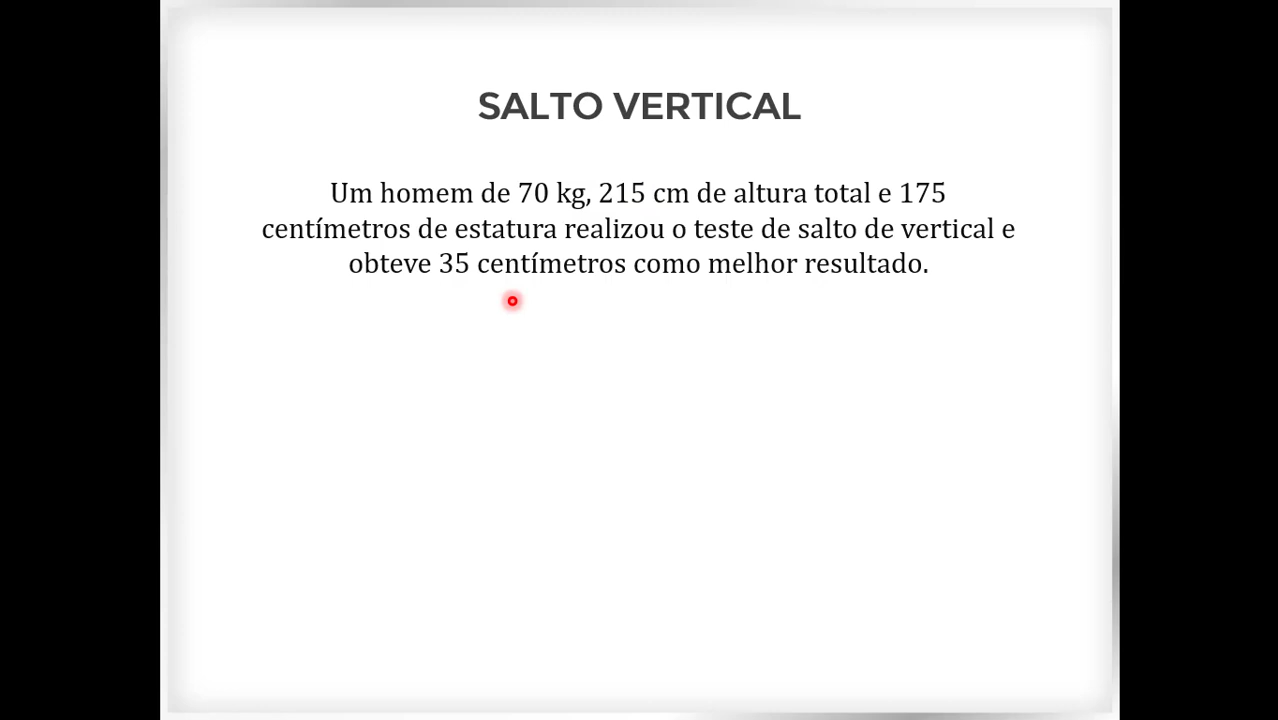 SALTO VERTICAL
Um homem de 70 kg, 215 cm de altura total e 175
centímetros de estatura realizou o teste de salto de vertical e
obteve 35 centímetros como melhor resultado.